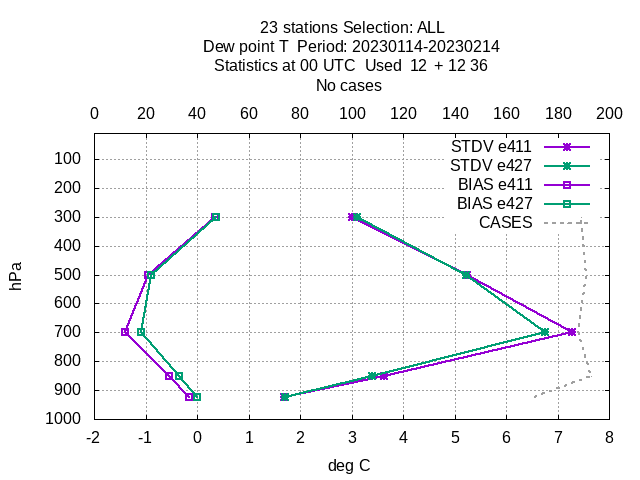 23 stations Selection: ALL
Dew point T  Period: 20230114-20230214
Statistics at 00 UTC  Used  12  + 12 36
No cases
0 20 40 60 80 100 120 140 160 180 200
STDV e411
STDV e427
BIAS e411
BIAS e427
CASES
100
200
300
400
500
600
700
800
900
1000
hPa
-2 -1 0 1 2 3 4 5 6 7 8
deg C